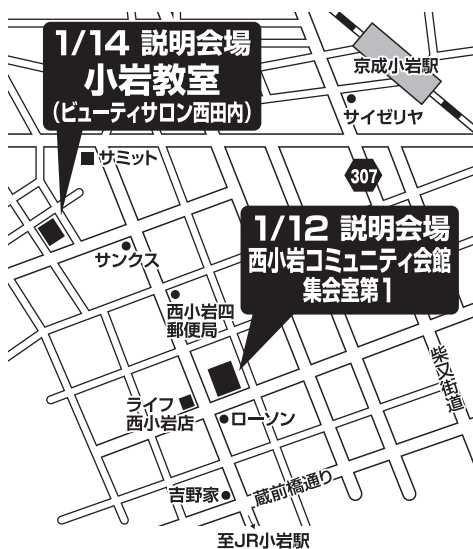 1/14 説明会場
小岩教室
(ビューティサロン西田内)
京成小岩駅
サイゼリヤ
サミット
307
1/12 説明会場
西小岩コミュニティ会館
集会室第1
サンクス
西小岩四
郵便局
柴又街道
ライフ
西小岩店
ローソン
吉野家
蔵前橋通り
至JR小岩駅